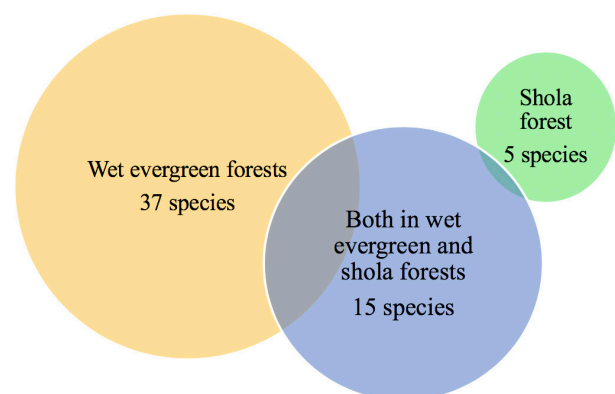 Wet evergreen forests
37 species
Shola
forest
5 species
Both in wet
evergreen and
shola forests
15 species